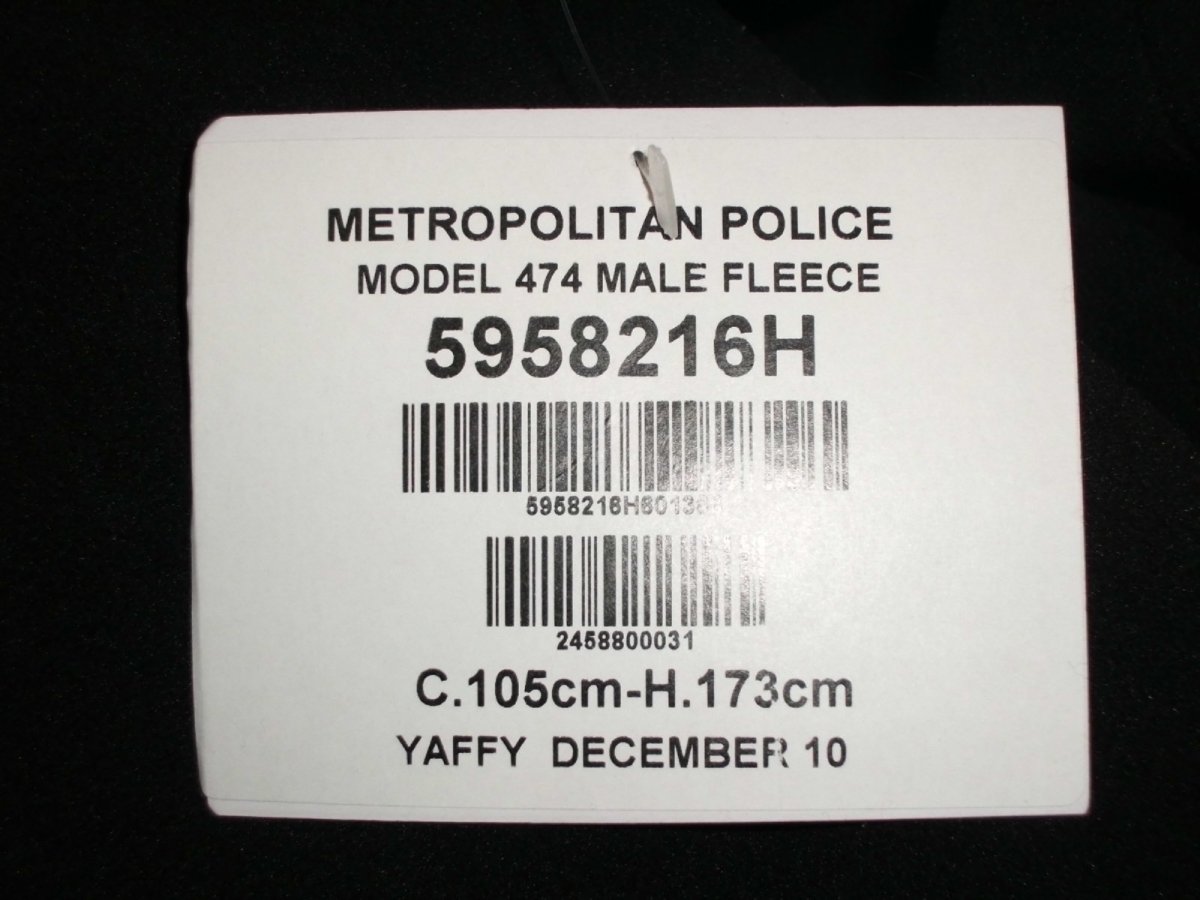 METROPOLITAN POLICE
MODEL 474 MALE FLEECE
5958216H
2458800031
C.105cm-H.173cm
YAFFY DECEMBER 10